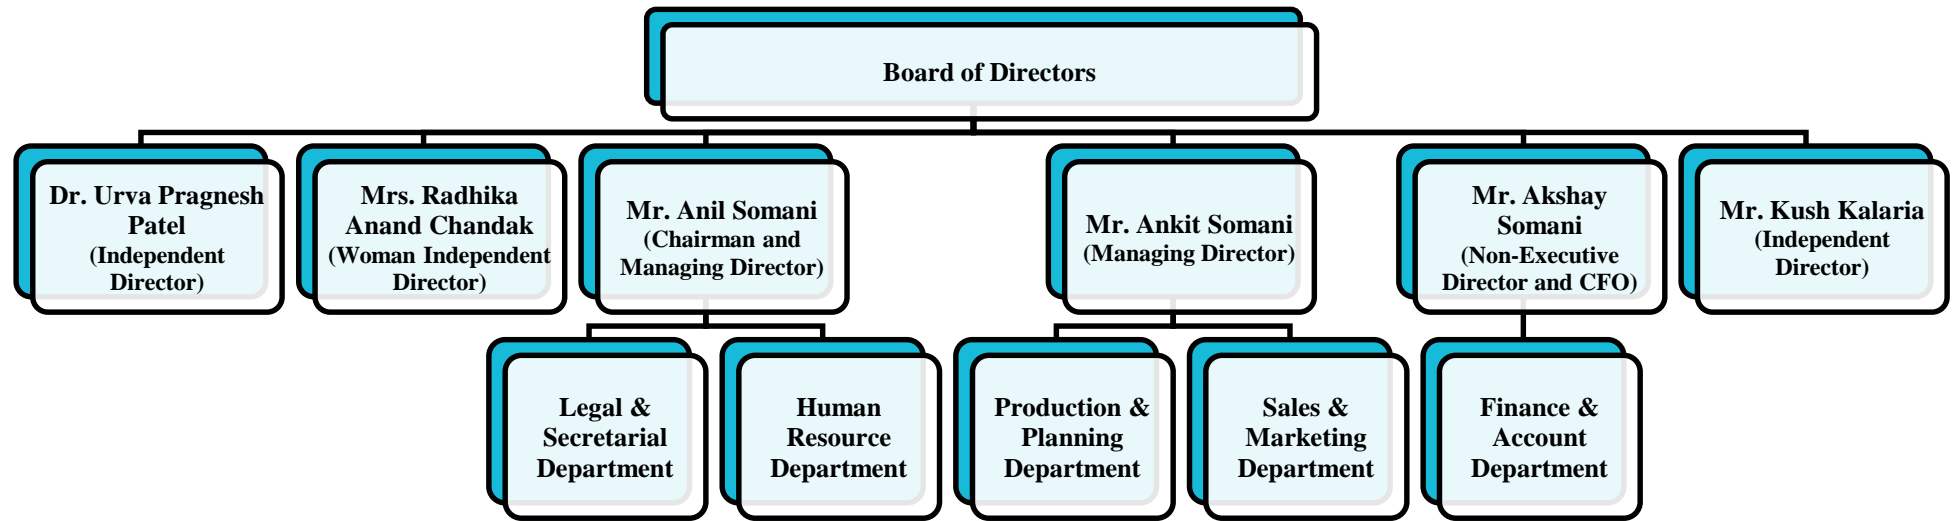 Board of Directors
Dr. Urva Pragnesh
Patel
(Independent
Director)
Mrs. Radhika
Anand Chandak
(Woman Independent
Director)
Mr. Anil Somani
(Chairman and
Managing Director)
Mr. Ankit Somani
(Managing Director)
Mr. Akshay
Somani
(Non-Executive
Director and CFO)
Mr. Kush Kalaria
(Independent
Director)
Legal &
Secretarial
Department
Human
Resource
Department
Production &
Planning
Department
Sales &
Marketing
Department
Finance &
Account
Department